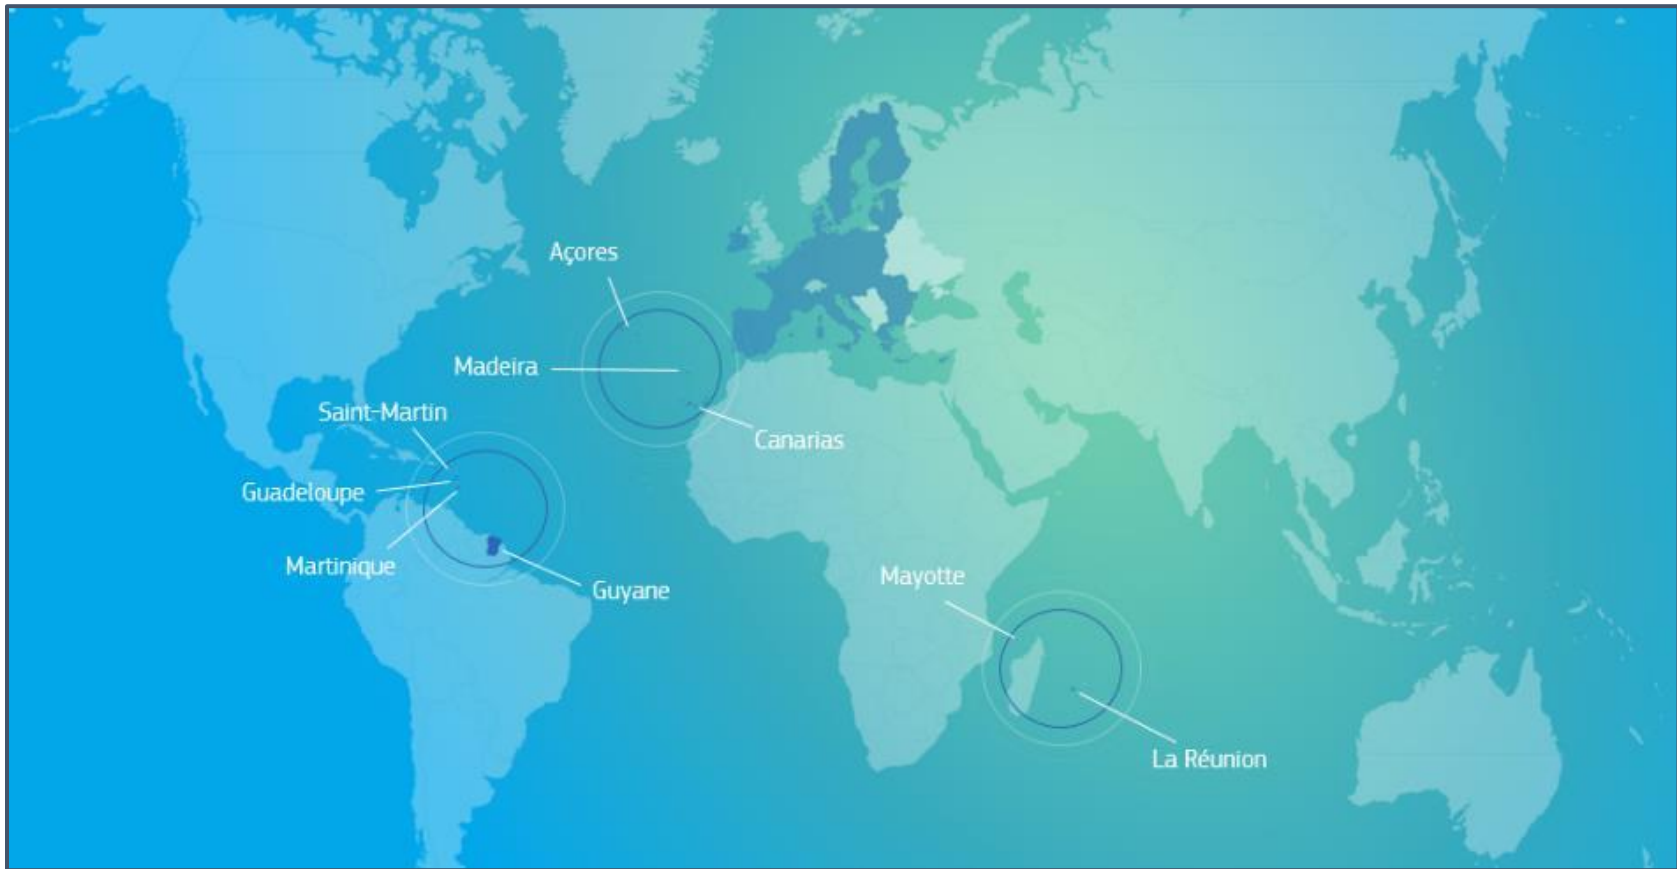 Açores
Madeira
Saint-Martin
Canarias
Guadeloupe
Martinique
Guyane
Mayotte
La Réunion